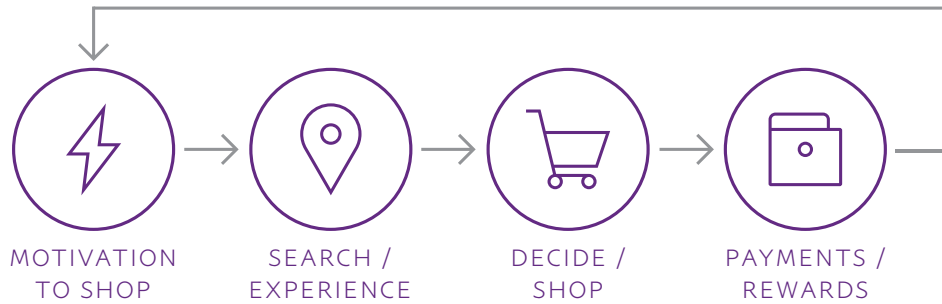 MOTIVATION
TO SHOP
SEARCH /
EXPERIENCE
DECIDE /
SHOP
PAYMENTS /
REWARDS